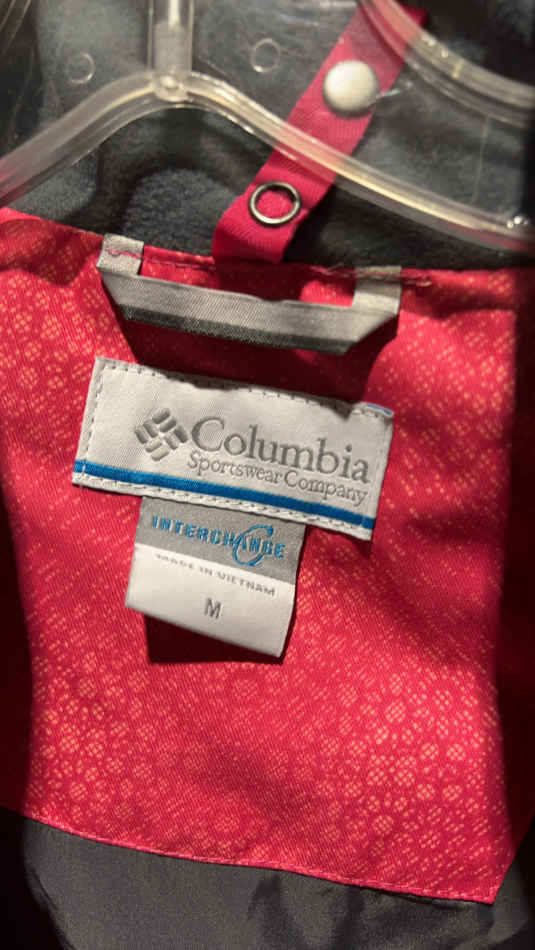 Columbia
Sportswear Company
INTERCHANGE
MADE IN VIETNAM
M